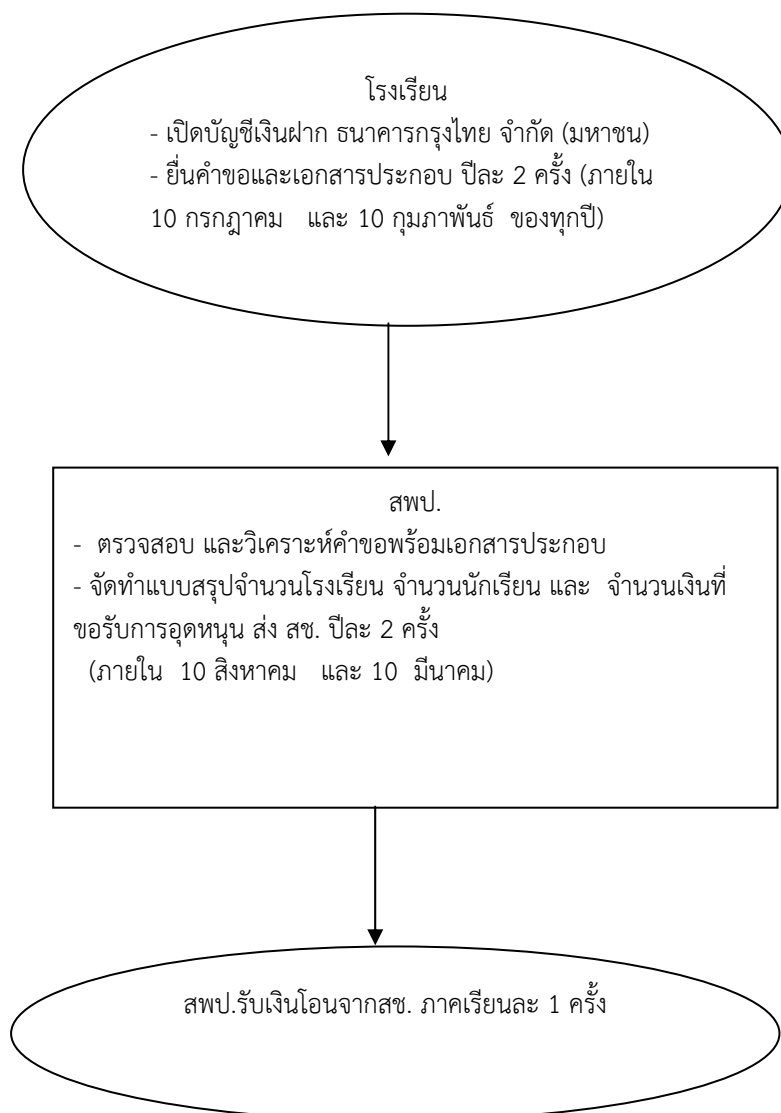 โรงเรียน
- เปิดบัญชีเงินฝาก ธนาคารกรุงไทย จำกัด (มหาชน)
- ยื่นคำขอและเอกสารประกอบ ปีละ 2 ครั้ง (ภายใน
10 กรกฎาคม และ 10 กุมภาพันธ์ ของทุกปี)
สพป.
- ตรวจสอบ และวิเคราะห์คำขอพร้อมเอกสารประกอบ
- จัดทำแบบสรุปจำนวนโรงเรียน จำนวนนักเรียน และ จำนวนเงินที่
ขอรับการอุดหนุน ส่ง สช. ปีละ 2 ครั้ง
(ภายใน 10 สิงหาคม และ 10 มีนาคม)
สพป.รับเงินโอนจากสช. ภาคเรียนละ 1 ครั้ง